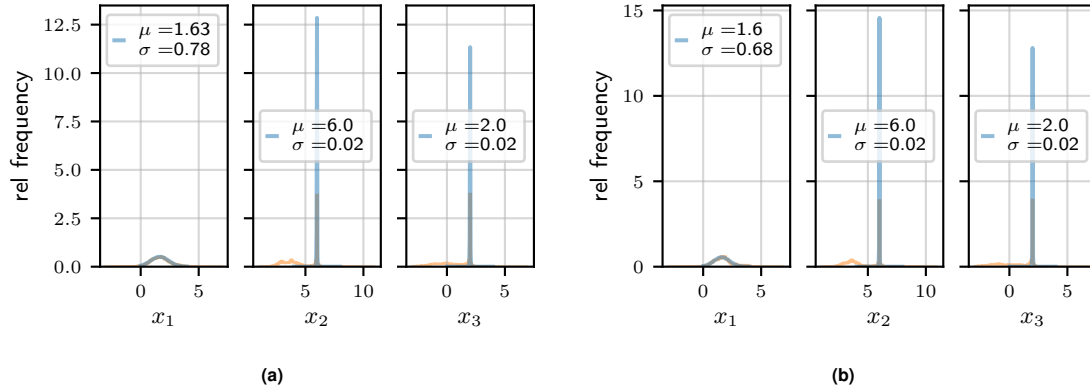 12.5
10.0
7.5
5.0
2.5
0.0
rel frequency
μ =1.63
σ =0.78
0 5
x₁
μ =6.0
σ =0.02
5 10
x₂
μ =2.0
σ =0.02
0 5
x₃
(a)
15
10
5
0
rel frequency
μ =1.6
σ =0.68
0 5
x₁
μ =6.0
σ =0.02
0 5 10
x₂
μ =2.0
σ =0.02
0 5
x₃
(b)